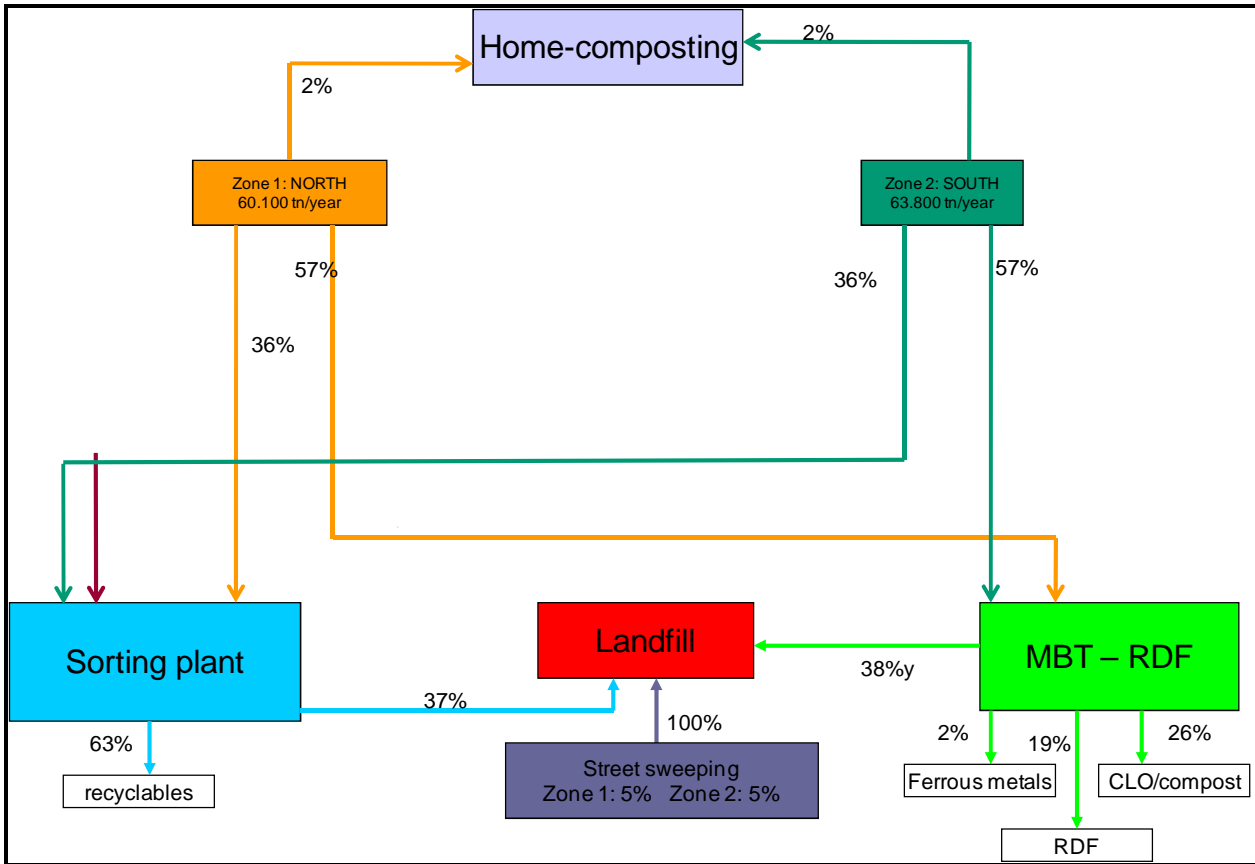 Home-composting
2%
2%
Zone 1: NORTH
60.100 tn/year
Zone 2: SOUTH
63.800 tn/year
57%
36%
57%
36%
Sorting plant
Landfill
MBT – RDF
38%y
37%
100%
63%
2%
19%
26%
recyclables
Street sweeping
Zone 1: 5% Zone 2: 5%
Ferrous metals
CLO/compost
RDF